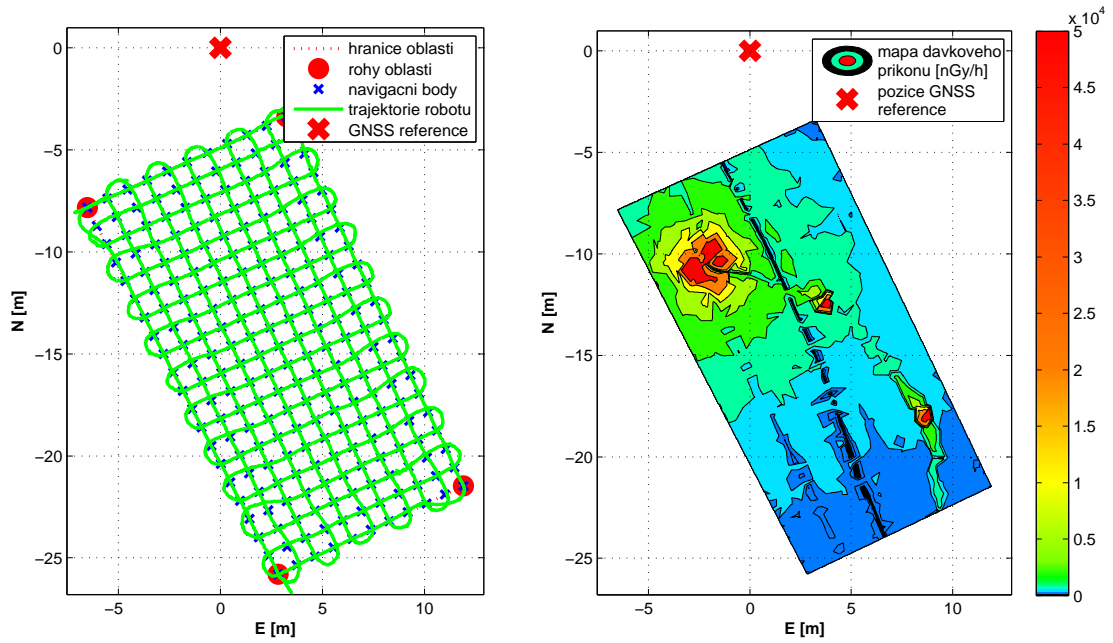 hranice oblasti
rohy oblasti
navigacni body
trajektorie robotu
GNSS reference
0
−5
−10
−15
−20
−25
N [m]
−5 0 5 10
E [m]
mapa davkoveho
prikonu [nGy/h]
pozice GNSS
reference
0
−5
−10
−15
−20
−25
N [m]
−5 0 5 10
E [m]
x 10⁴
5
4.5
4
3.5
3
2.5
2
1.5
1
0.5
0